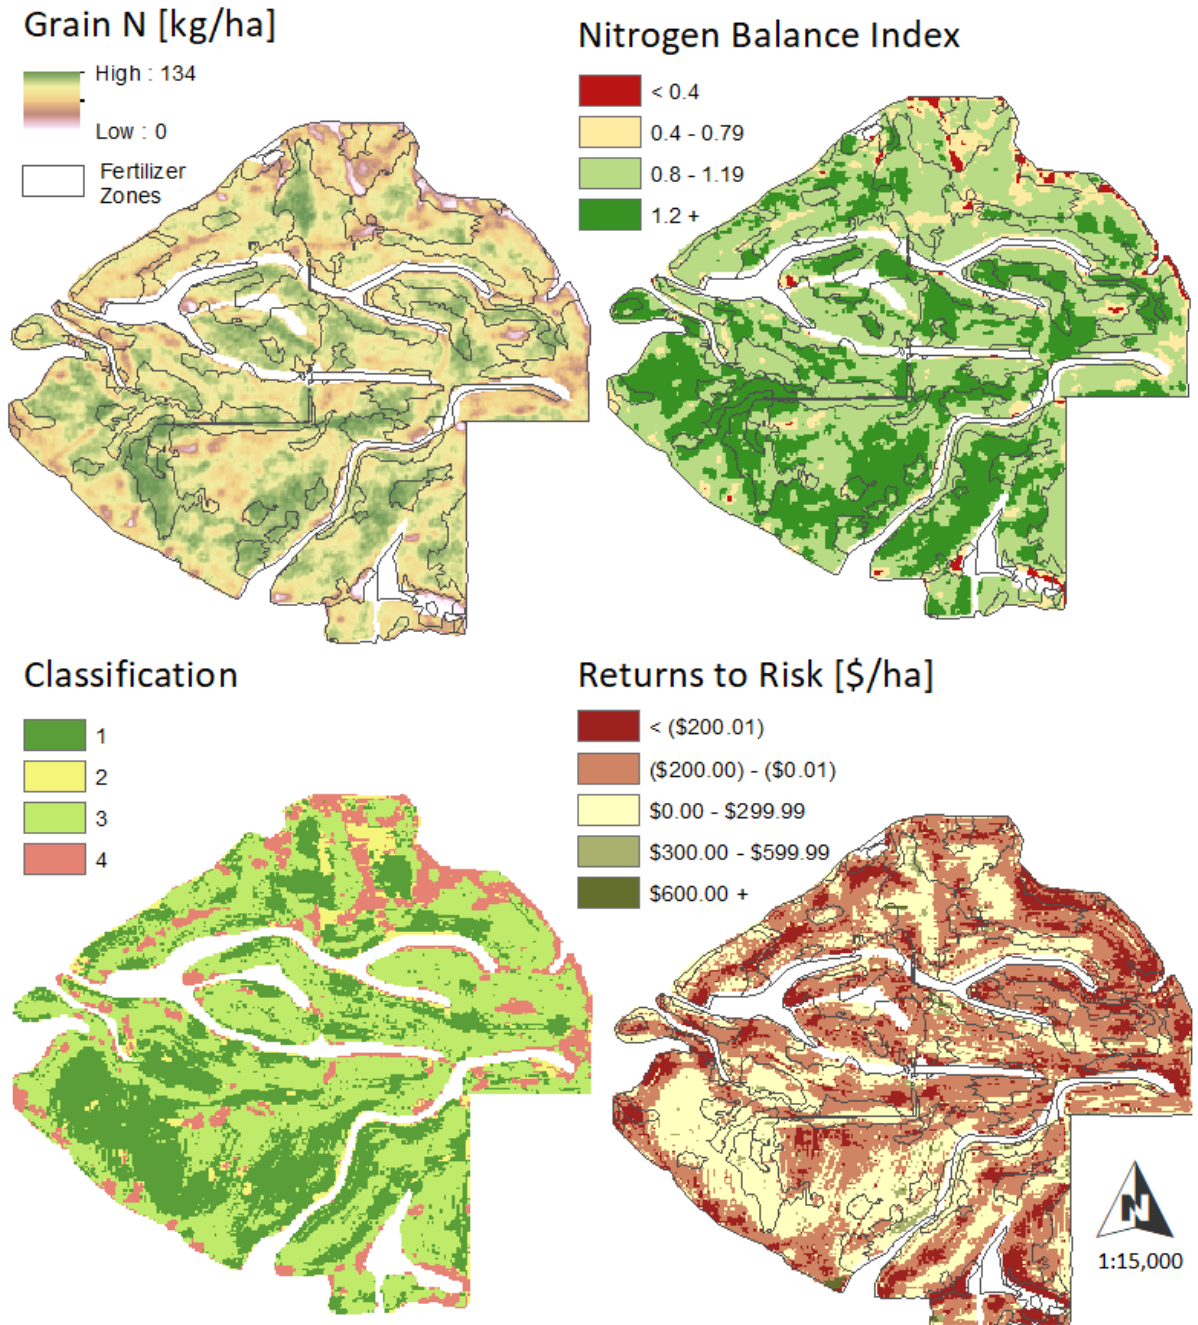 Grain N [kg/ha]
High : 134
Low : 0
Fertilizer
Zones
Nitrogen Balance Index
< 0.4
0.4 - 0.79
0.8 - 1.19
1.2 +
Classification
1
2
3
4
Returns to Risk [$/ha]
< ($200.01)
($200.00) - ($0.01)
$0.00 - $299.99
$300.00 - $599.99
$600.00 +
N
1:15,000